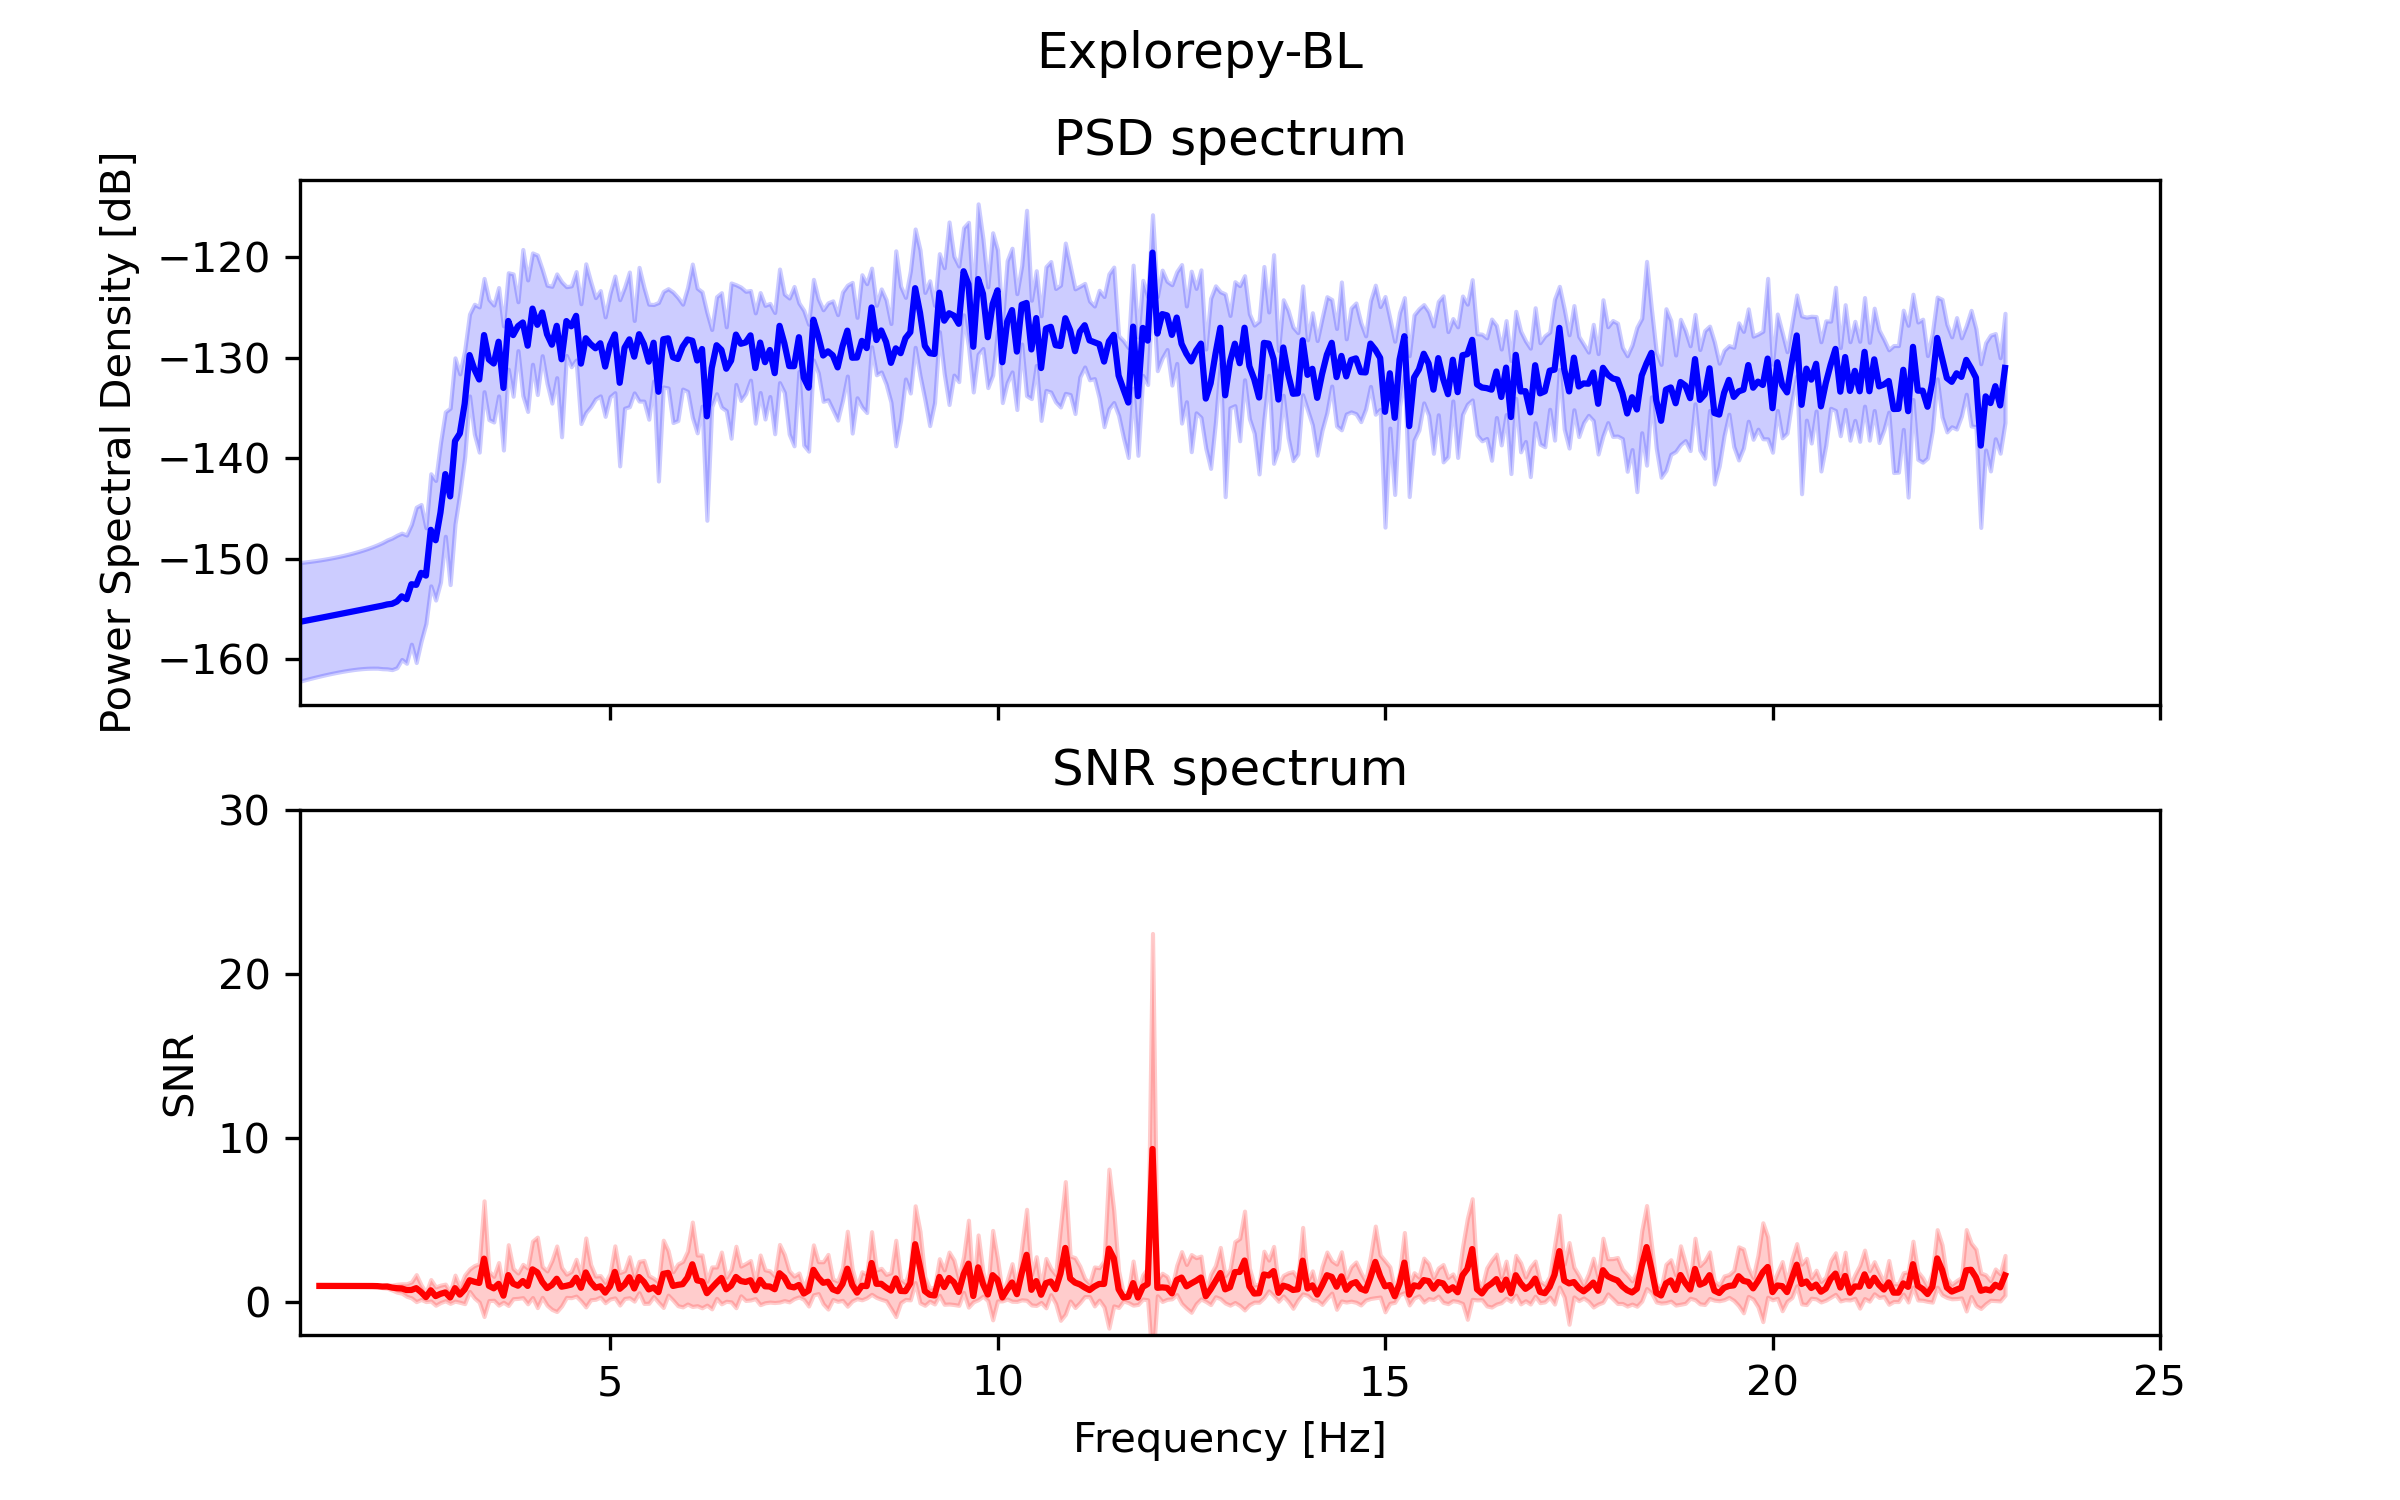 Explorepy-BL
PSD spectrum
Power Spectral Density [dB]
−120
−130
−140
−150
−160
SNR spectrum
SNR
30
20
10
0
5 10 15 20 25
Frequency [Hz]